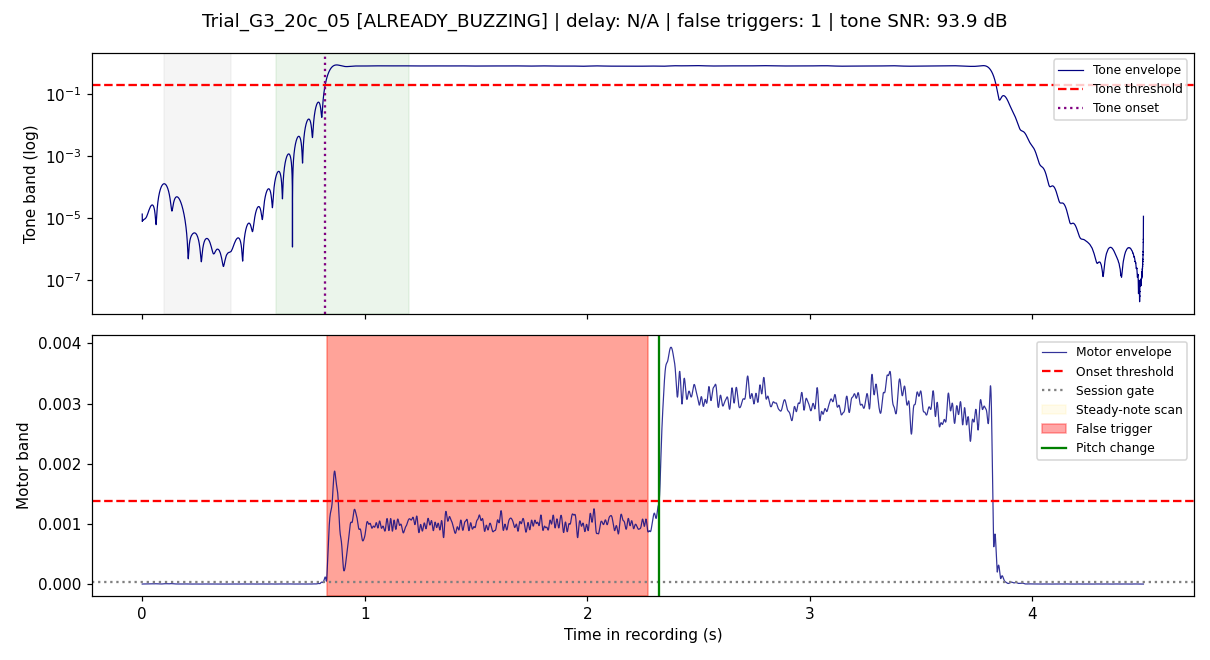 Trial_G3_20c_05 [ALREADY_BUZZING] | delay: N/A | false triggers: 1 | tone SNR: 93.9 dB
Tone band (log)
10⁻¹
10⁻³
10⁻⁵
10⁻⁷
Tone envelope
Tone threshold
Tone onset
Motor band
0.004
0.003
0.002
0.001
0.000
Motor envelope
Onset threshold
Session gate
Steady-note scan
False trigger
Pitch change
0 1 2 3 4
Time in recording (s)